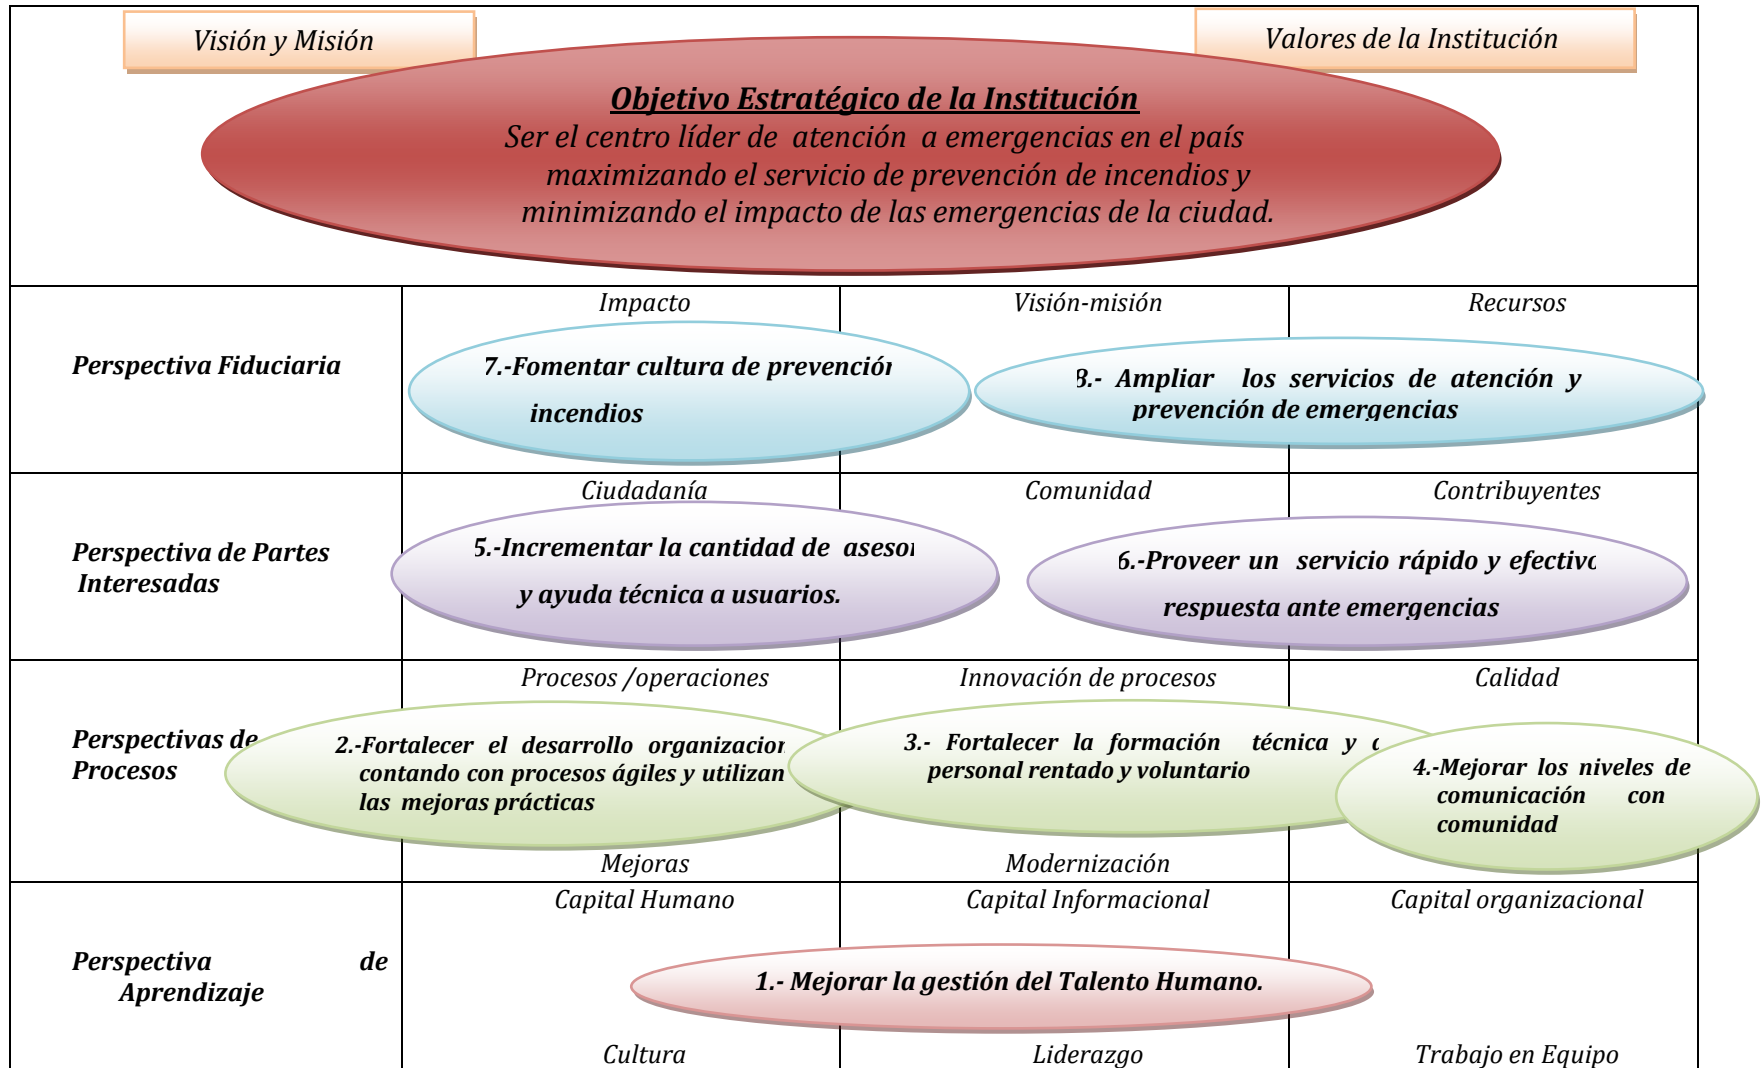 Visión y Misión
Valores de la Institución
Objetivo Estratégico de la Institución
Ser el centro líder de atención a emergencias en el país
maximizando el servicio de prevención de incendios y
minimizando el impacto de las emergencias de la ciudad.
Impacto
Visión-misión
Recursos
Perspectiva Fiduciaria
7.-Fomentar cultura de prevención
incendios
8.- Ampliar los servicios de atención y
prevención de emergencias
Ciudadanía
Comunidad
Contribuyentes
Perspectiva de Partes
Interesadas
5.-Incrementar la cantidad de
y ayuda técnica a usuarios.
6.-Proveer un servicio rápido y efectivo
respuesta ante emergencias
Procesos /operaciones
Innovación de procesos
Calidad
Perspectivas de
Procesos
2.-Fortalecer el desarrollo
contando con procesos ágiles y
las mejoras prácticas
3.- Fortalecer la formación técnica y
personal rentado y voluntario
4.-Mejorar los niveles de
comunicación con
comunidad
Mejoras
Modernización
Capital Humano
Capital Informacional
Capital organizacional
Perspectiva de
Aprendizaje
1.- Mejorar la gestión del Talento Humano.
Cultura
Liderazgo
Trabajo en Equipo